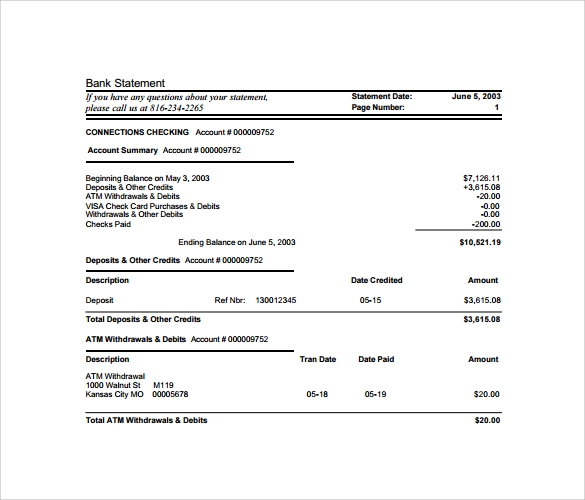 Bank Statement
If you have any questions about your statement, Statement Date: June 5, 2003
please call us at 816-234-2265 Page Number: 1
CONNECTIONS CHECKING Account # 000009752
Account Summary Account # 000009752
Beginning Balance on May 3, 2003 $7,126.11
Deposits & Other Credits +3,615.08
ATM Withdrawals & Debits -20.00
VISA Check Card Purchases & Debits -0.00
Withdrawals & Other Debits -0.00
Checks Paid -200.00
Ending Balance on June 5, 2003 $10,521.19
Deposits & Other Credits Account # 000009752
Description Date Credited Amount
Deposit Ref Nbr: 130012345 05-15 $3,615.08
Total Deposits & Other Credits $3,615.08
ATM Withdrawals & Debits Account # 000009752
Description Tran Date Date Paid Amount
ATM Withdrawal
1000 Walnut St M119
Kansas City MO 00005678 05-18 05-19 $20.00
Total ATM Withdrawals & Debits $20.00